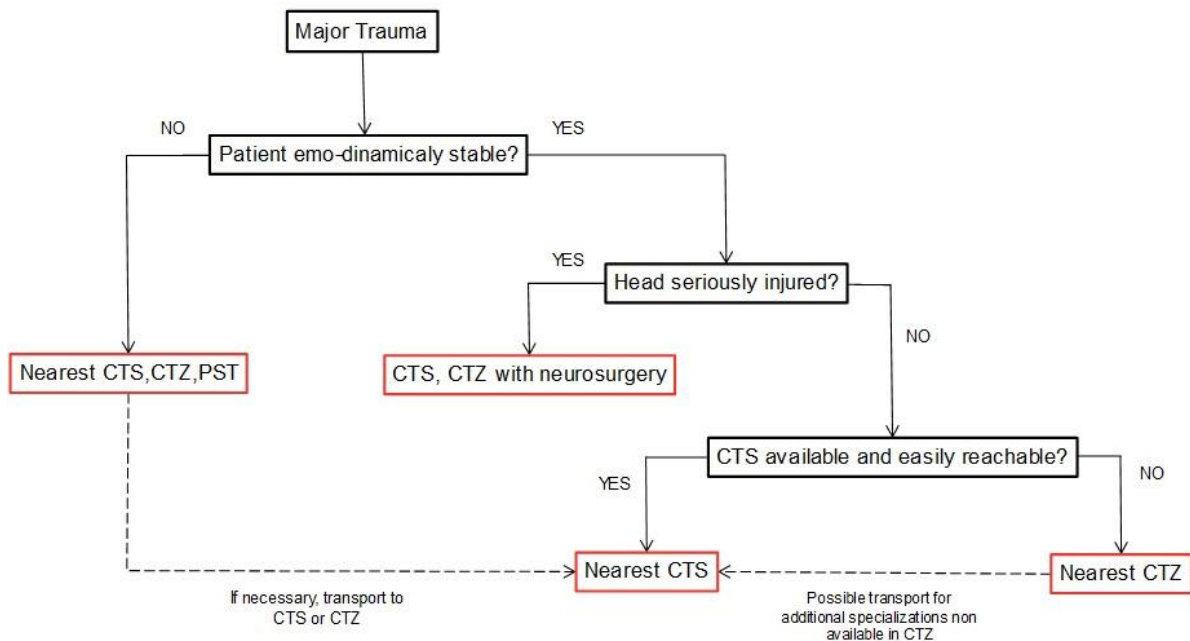 Major Trauma
NO
YES
Patient emo-dinamicaly stable?
YES
Head seriously injured?
NO
Nearest CTS,CTZ,PST
CTS, CTZ with neurosurgery
CTS available and easily reachable?
YES
NO
Nearest CTS
Nearest CTZ
If necessary, transport to
CTS or CTZ
Possible transport for
additional specializations non
available in CTZ